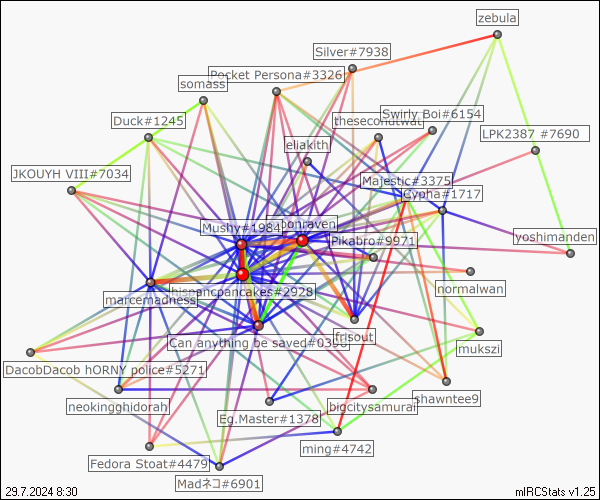 zebula
Silver#7938
Pocket Persona#3326
somass
Swirly Boi#6154
Duck#1245
theseconutwat
LPK2387 #7690
eliakith
JKOUYH VIII#7034
Majestic#3375
Cypha#1717
Mushy#1984
bonraven
Pikabro#9971
yoshimanden
hispancpancakes#2928
normalwan
marcernadness
Can anything be saved#0396
frisout
mukszi
DacobDacob hORNY police#5271
neokingghidorah
bigcitysamurai
shawntee9
Eg.Master#1378
ming#4742
Fedora Stoat#4479
Madネコ#6901
29.7.2024 8:30
mIRCStats v1.25